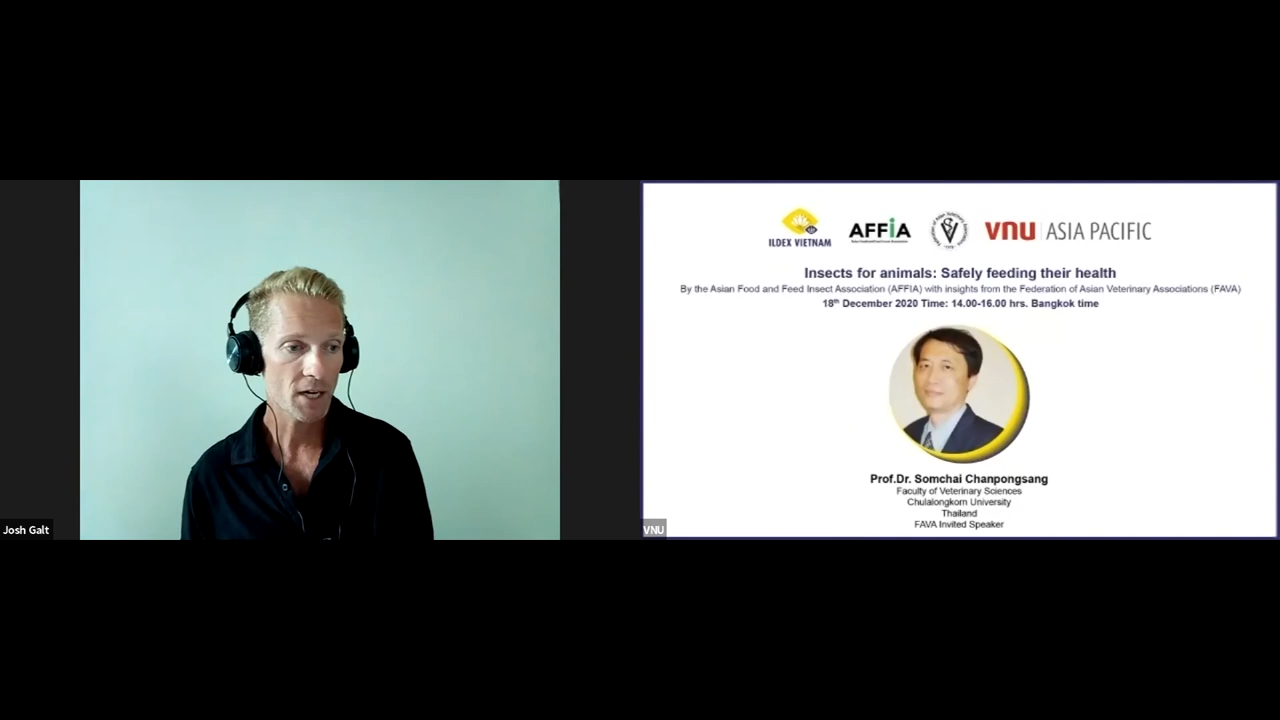 Josh Galt
ILDEX VIETNAM
AFFiA
vnu ASIA PACIFIC
Insects for animals: Safely feeding their health
By the Asian Food and Feed Insect Association (AFFIA) with insights from the Federation of Asian Veterinary Associations (FAVA)
18th December 2020 Time: 14.00-16.00 hrs. Bangkok time
Prof.Dr. Somchai Chanpongsang
Faculty of Veterinary Sciences
Chulalongkorn University
Thailand
FAVA Invited Speaker
VNU